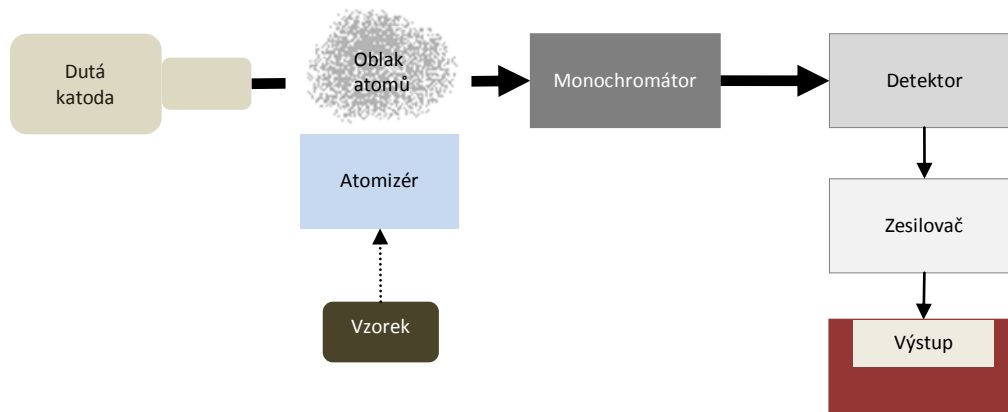 Dutá
katoda
Oblak
atomů
Monochromátor
Detektor
Atomizér
Zesilovač
Vzorek
Výstup